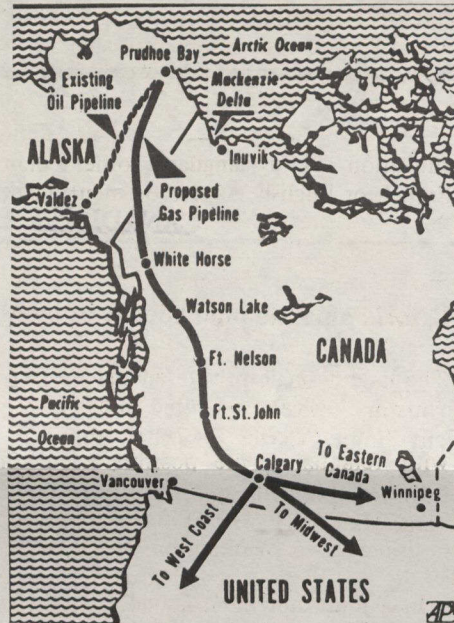 Prudhoe Bay
Arctic Ocean
Existing
Oil Pipeline
Mackenzie
Delta
ALASKA
Inuvik
Valdez
Proposed
Gas Pipeline
White Horse
Watson Lake
Ft. Nelson
CANADA
Pacific
Ocean
Ft. St. John
To Eastern
Canada
Calgary
Vancouver
Winnipeg
To West Coast
To Midwest
UNITED STATES
AP